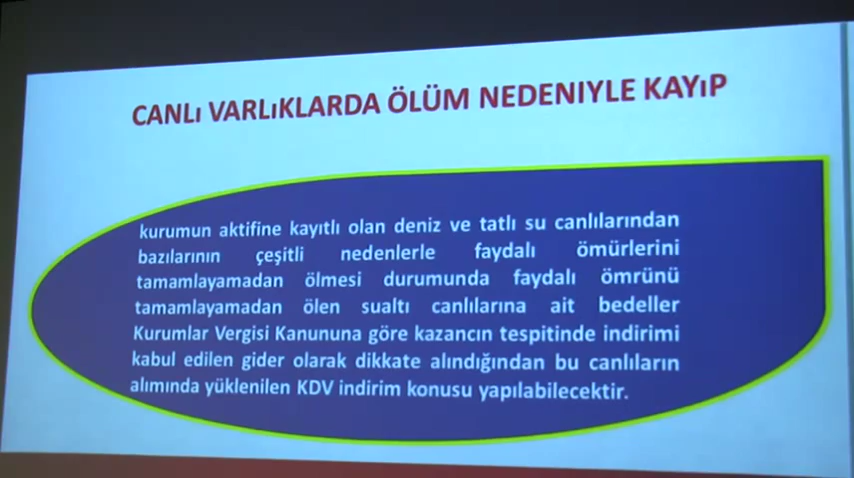 CANLı VARLıKLARDA ÖLÜM NEDENIYLE KAYıP
kurumun aktifine kayıtlı olan deniz ve tatlı su canlılarından
bazılarının çeşitli nedenlerle faydalı ömürlerini
tamamlayamadan ölmesi durumunda faydalı ömrünü
tamamlayamadan ölen sualtı canlılarına ait bedeller
Kurumlar Vergisi Kanununa göre kazancın tespitinde indirimi
kabul edilen gider olarak dikkate alındığından bu canlıların
alımında yüklenilen KDV indirim konusu yapılabilecektir.